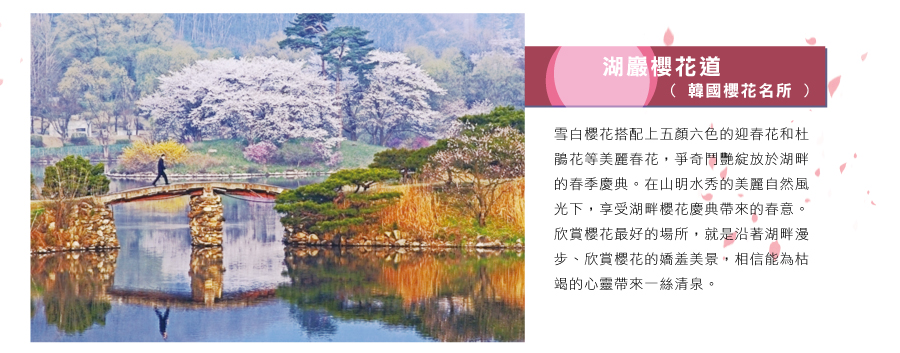 湖巖櫻花道
（ 韓國櫻花名所 ）
雪白櫻花搭配上五顏六色的迎春花和杜
鵑花等美麗春花，爭奇鬥艷綻放於湖畔
的春季慶典。在山明水秀的美麗自然風
光下，享受湖畔櫻花慶典帶來的春意。
欣賞櫻花最好的場所，就是沿著湖畔漫
步、欣賞櫻花的嬌羞美景，相信能為枯
竭的心靈帶來一絲清泉。